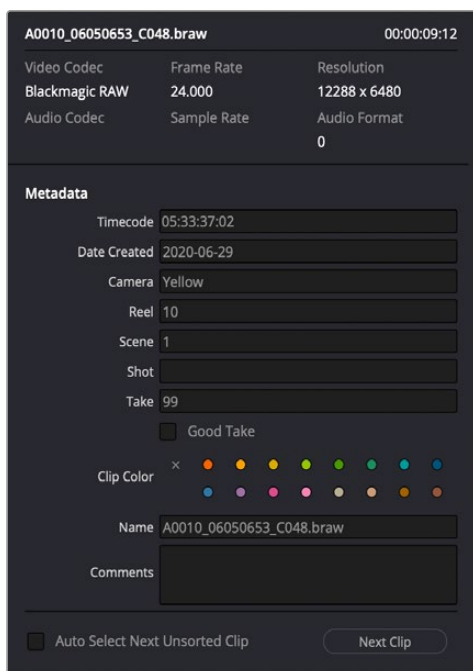 A0010_06050653_C048.braw 00:00:09:12
Video Codec Frame Rate Resolution
Blackmagic RAW 24.000 12288 x 6480
Audio Codec Sample Rate Audio Format
0
Metadata
Timecode 05:33:37:02
Date Created 2020-06-29
Camera Yellow
Reel 10
Scene 1
Shot
Take 99
Good Take
Clip Color
Name A0010_06050653_C048.braw
Comments
Auto Select Next Unsorted Clip Next Clip